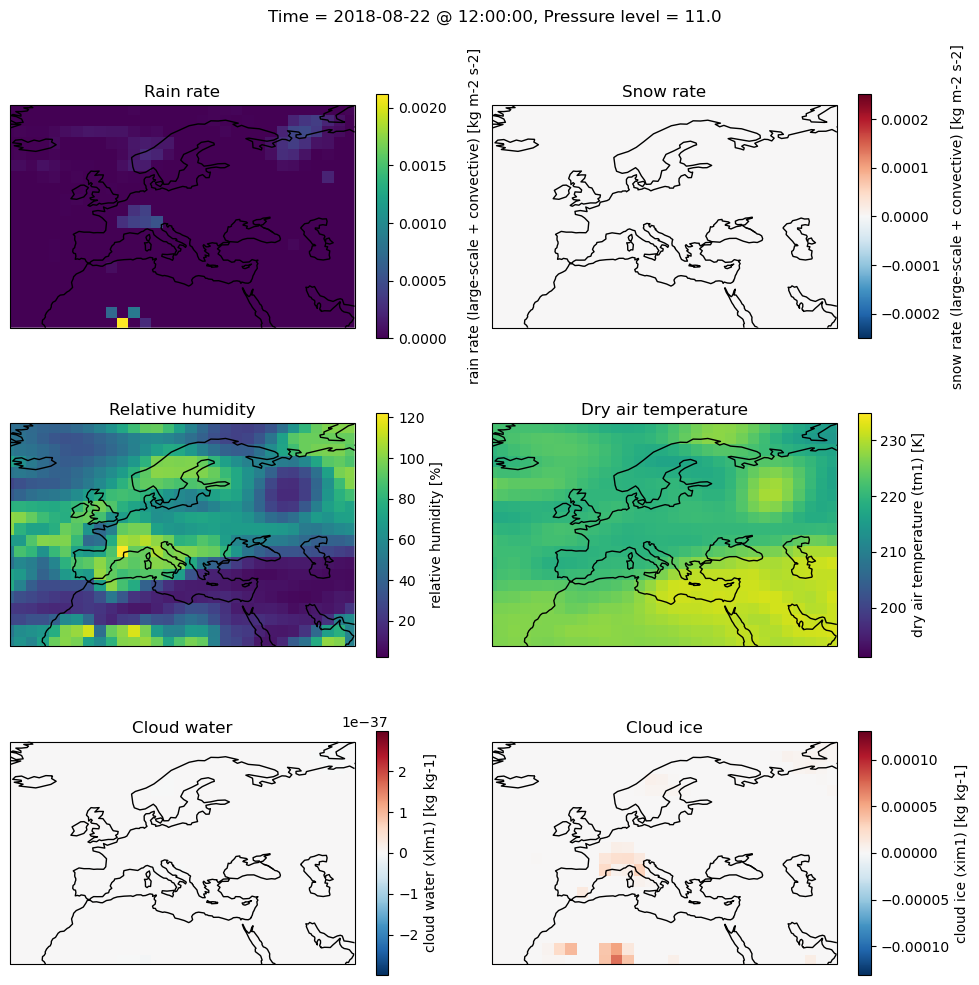 Time = 2018-08-22 @ 12:00:00, Pressure level = 11.0
Rain rate
0.0020
0.0015
0.0010
0.0005
0.0000
rain rate (large-scale + convective) [kg m-2 s-2]
Snow rate
0.0002
0.0001
0.0000
−0.0001
−0.0002
snow rate (large-scale + convective) [kg m-2 s-2]
Relative humidity
120
100
80
60
40
20
relative humidity [%]
Dry air temperature
230
220
210
200
dry air temperature (tm1) [K]
Cloud water
1e−37
2
1
0
−1
−2
cloud water (xlm1) [kg kg-1]
Cloud ice
0.00010
0.00005
0.00000
−0.00005
−0.00010
cloud ice (xim1) [kg kg-1]